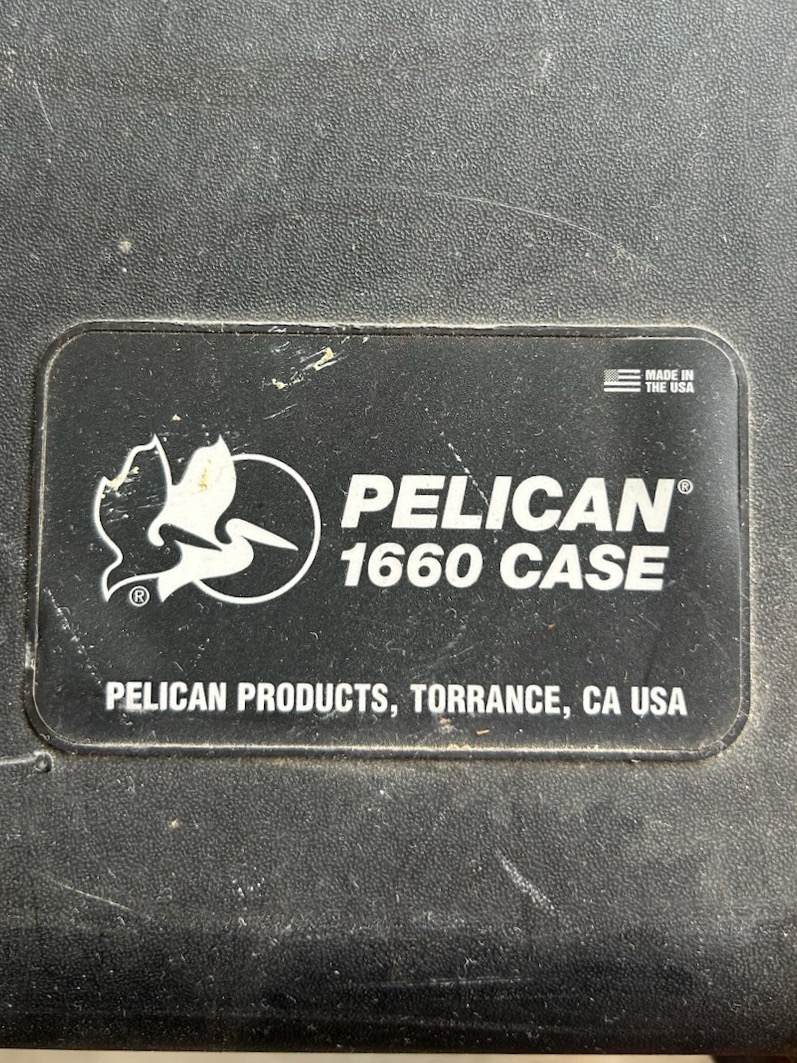 MADE IN
THE USA
PELICAN®
1660 CASE
®
PELICAN PRODUCTS, TORRANCE, CA USA